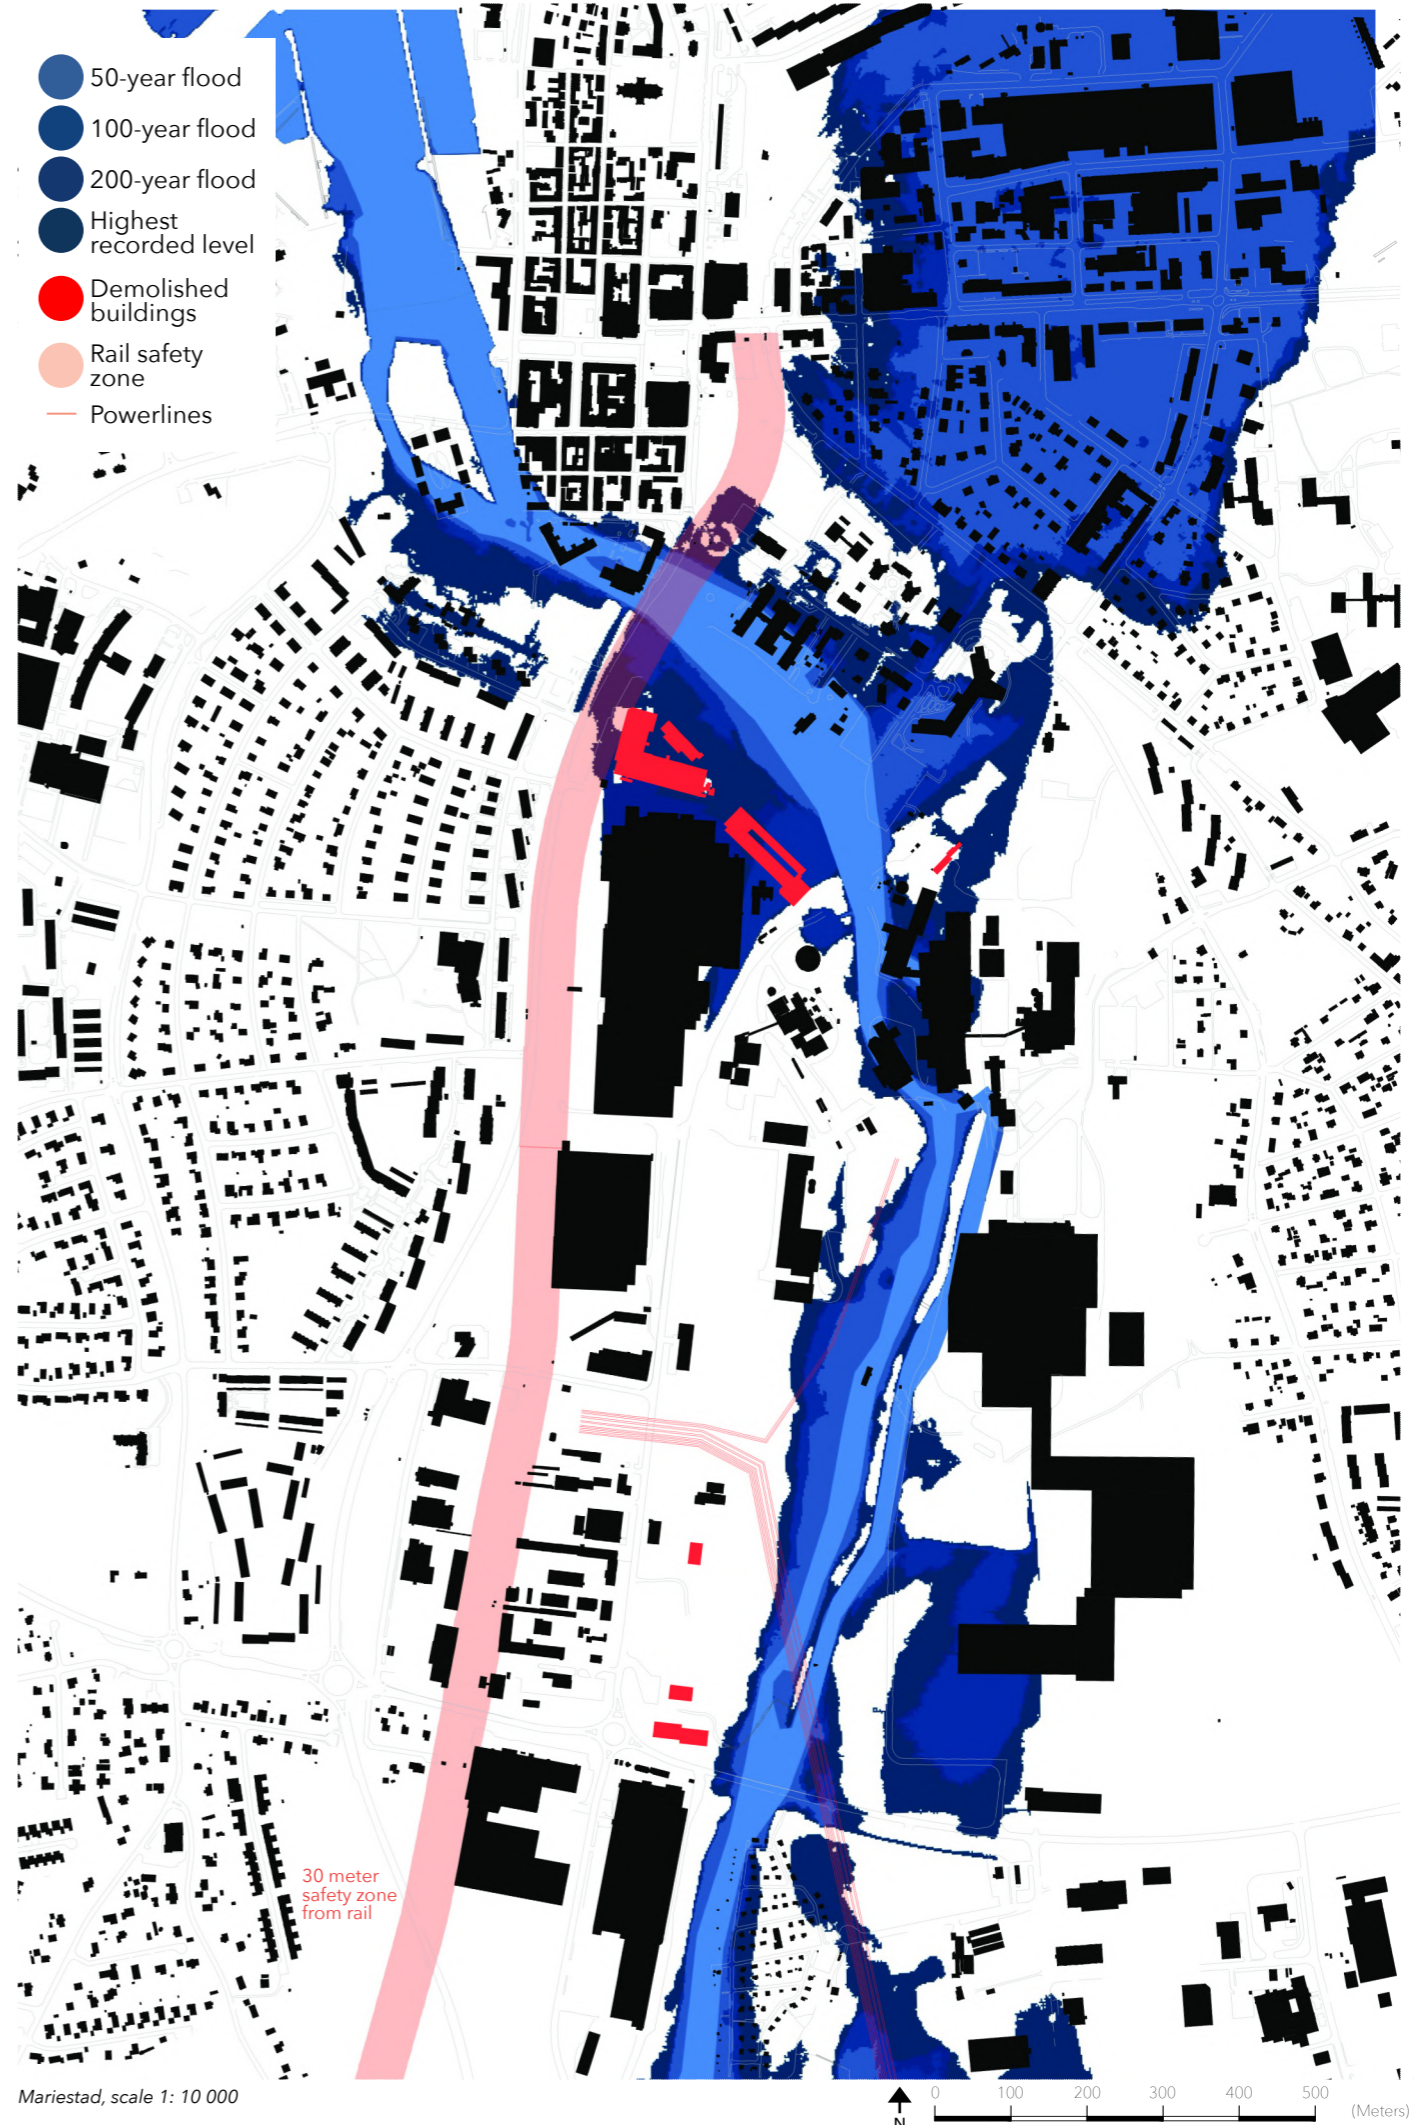 50-year flood
100-year flood
200-year flood
Highest
recorded level
Demolished
buildings
Rail safety
zone
Powerlines
30 meter
safety zone
from rail
Mariestad, scale 1: 10 000
N
0 100 200 300 400 500
(Meters)